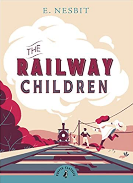 E. NESBIT
THE
RAILWAY
CHILDREN